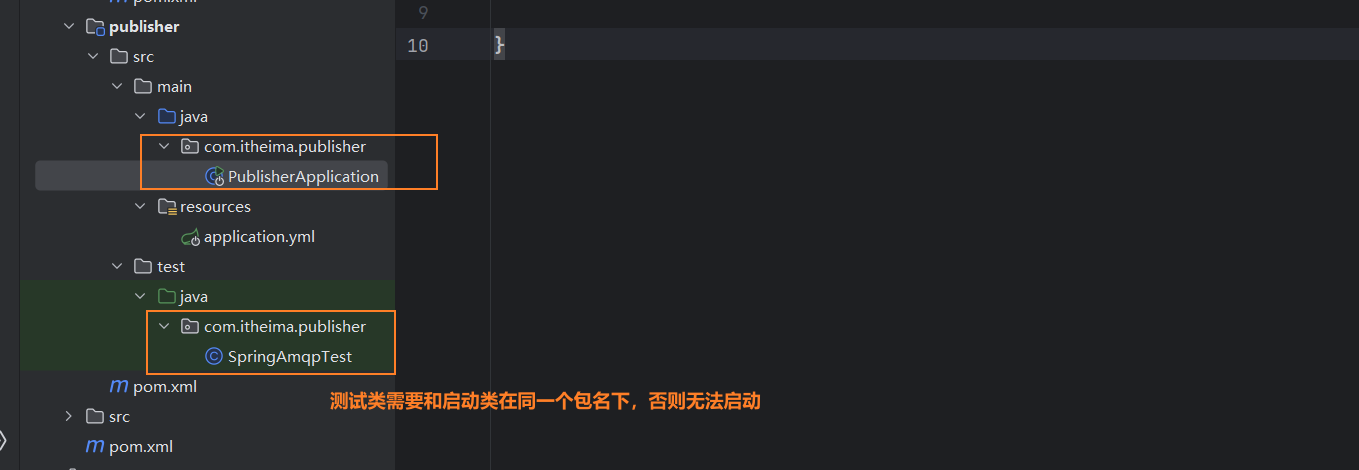 publisher
9
src
10
}
main
java
com.itheima.publisher
PublisherApplication
resources
application.yml
test
java
com.itheima.publisher
SpringAmqpTest
pom.xml
测试类需要和启动类在同一个包名下，否则无法启动
src
pom.xml